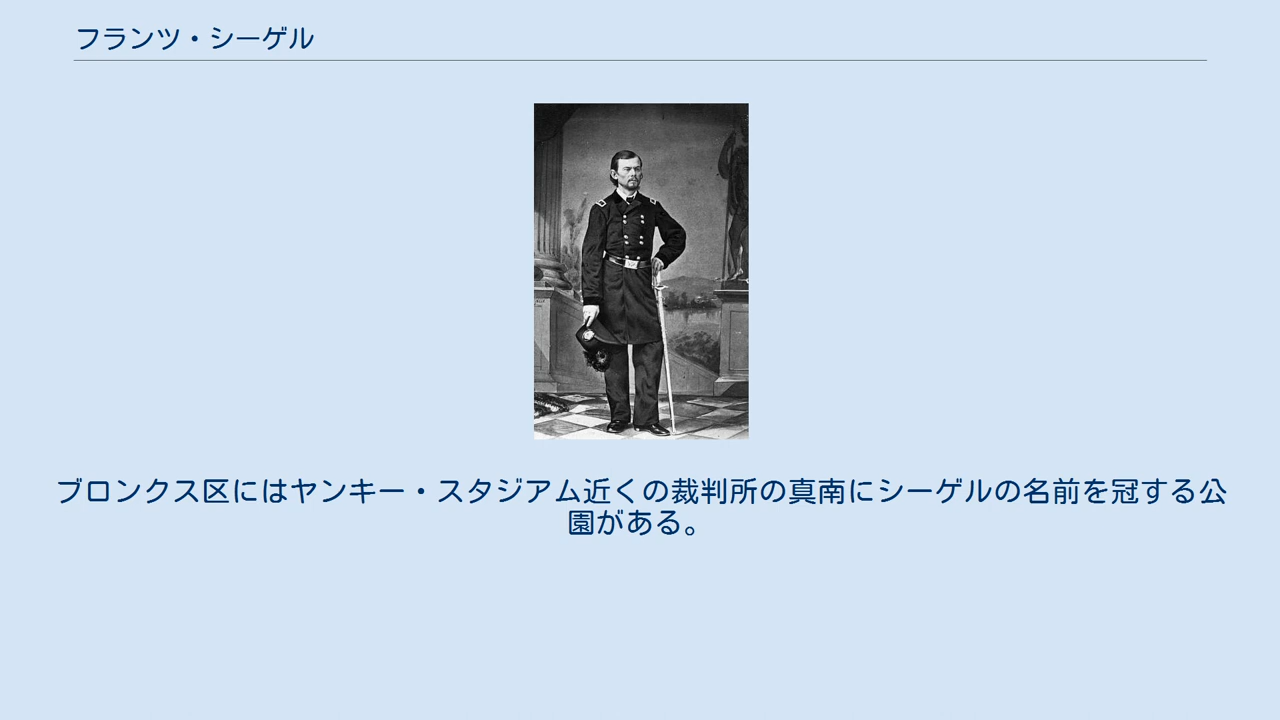 フランツ・シーゲル
ブロンクス区にはヤンキー・スタジアム近くの裁判所の真南にシーゲルの名前を冠する公
園がある。